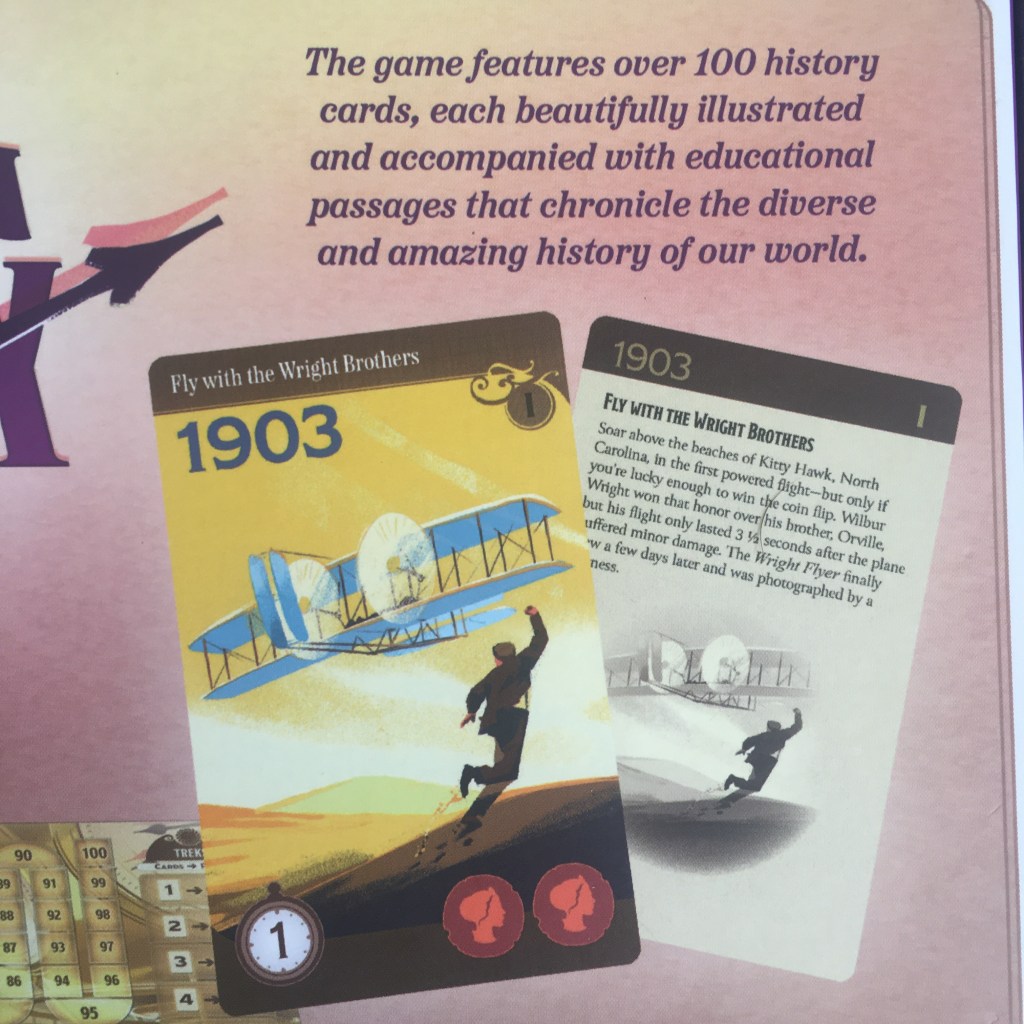 The game features over 100 history
cards, each beautifully illustrated
and accompanied with educational
passages that chronicle the diverse
and amazing history of our world.
Fly with the Wright Brothers
I
1903
1
1903
I
FLY WITH THE WRIGHT BROTHERS
Soar above the beaches of Kitty Hawk, North
Carolina, in the first powered flight—but only if
you're lucky enough to win the coin flip. Wilbur
Wright won that honor over his brother, Orville,
but his flight only lasted 3 ½ seconds after the plane
uffered minor damage. The Wright Flyer finally
w a few days later and was photographed by a
ness.
90 100
89 91 99
88 92 98
87 93 97
86 94 96
95
TREKS
CARDS →
1 →
2 →
3 →
4 →